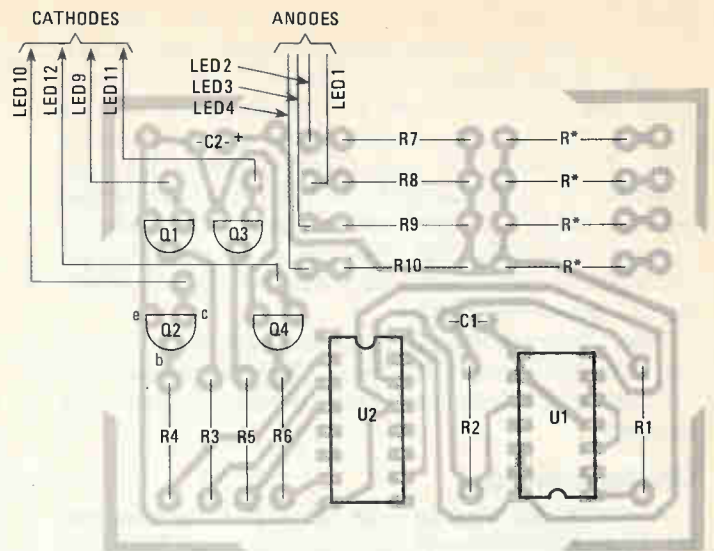 CATHODES ANODES
LED10
LED12
LED9
LED11
LED2
LED3
LED4
LED1
-C2-+ R7 R*
R8 R*
Q1 Q3 R9 R*
R10 R*
e Q2 c Q4 -C1-
b
U2 U1
R4 R3 R5 R6 R2 R1